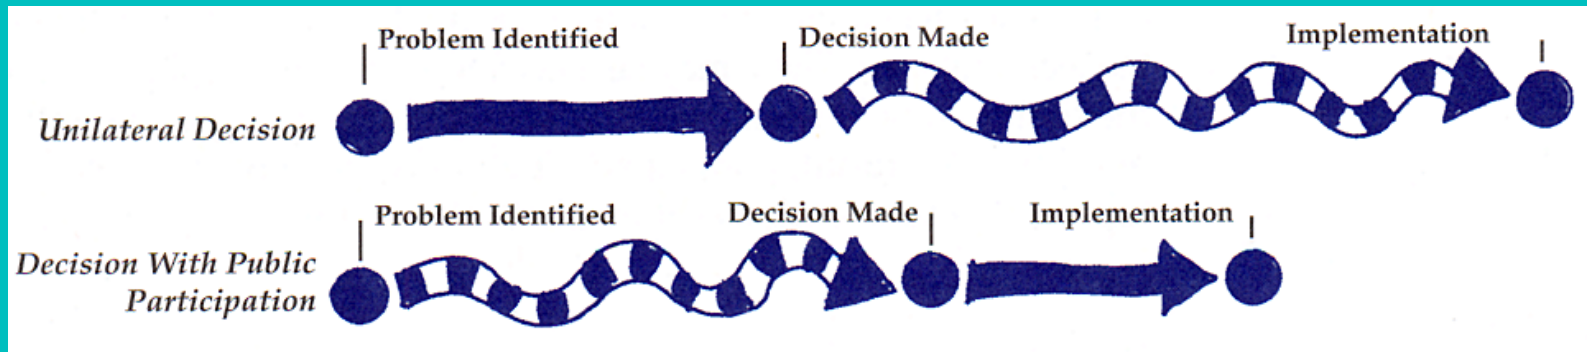 Problem Identified
Decision Made
Implementation
Unilateral Decision
Problem Identified
Decision Made
Implementation
Decision With Public
Participation